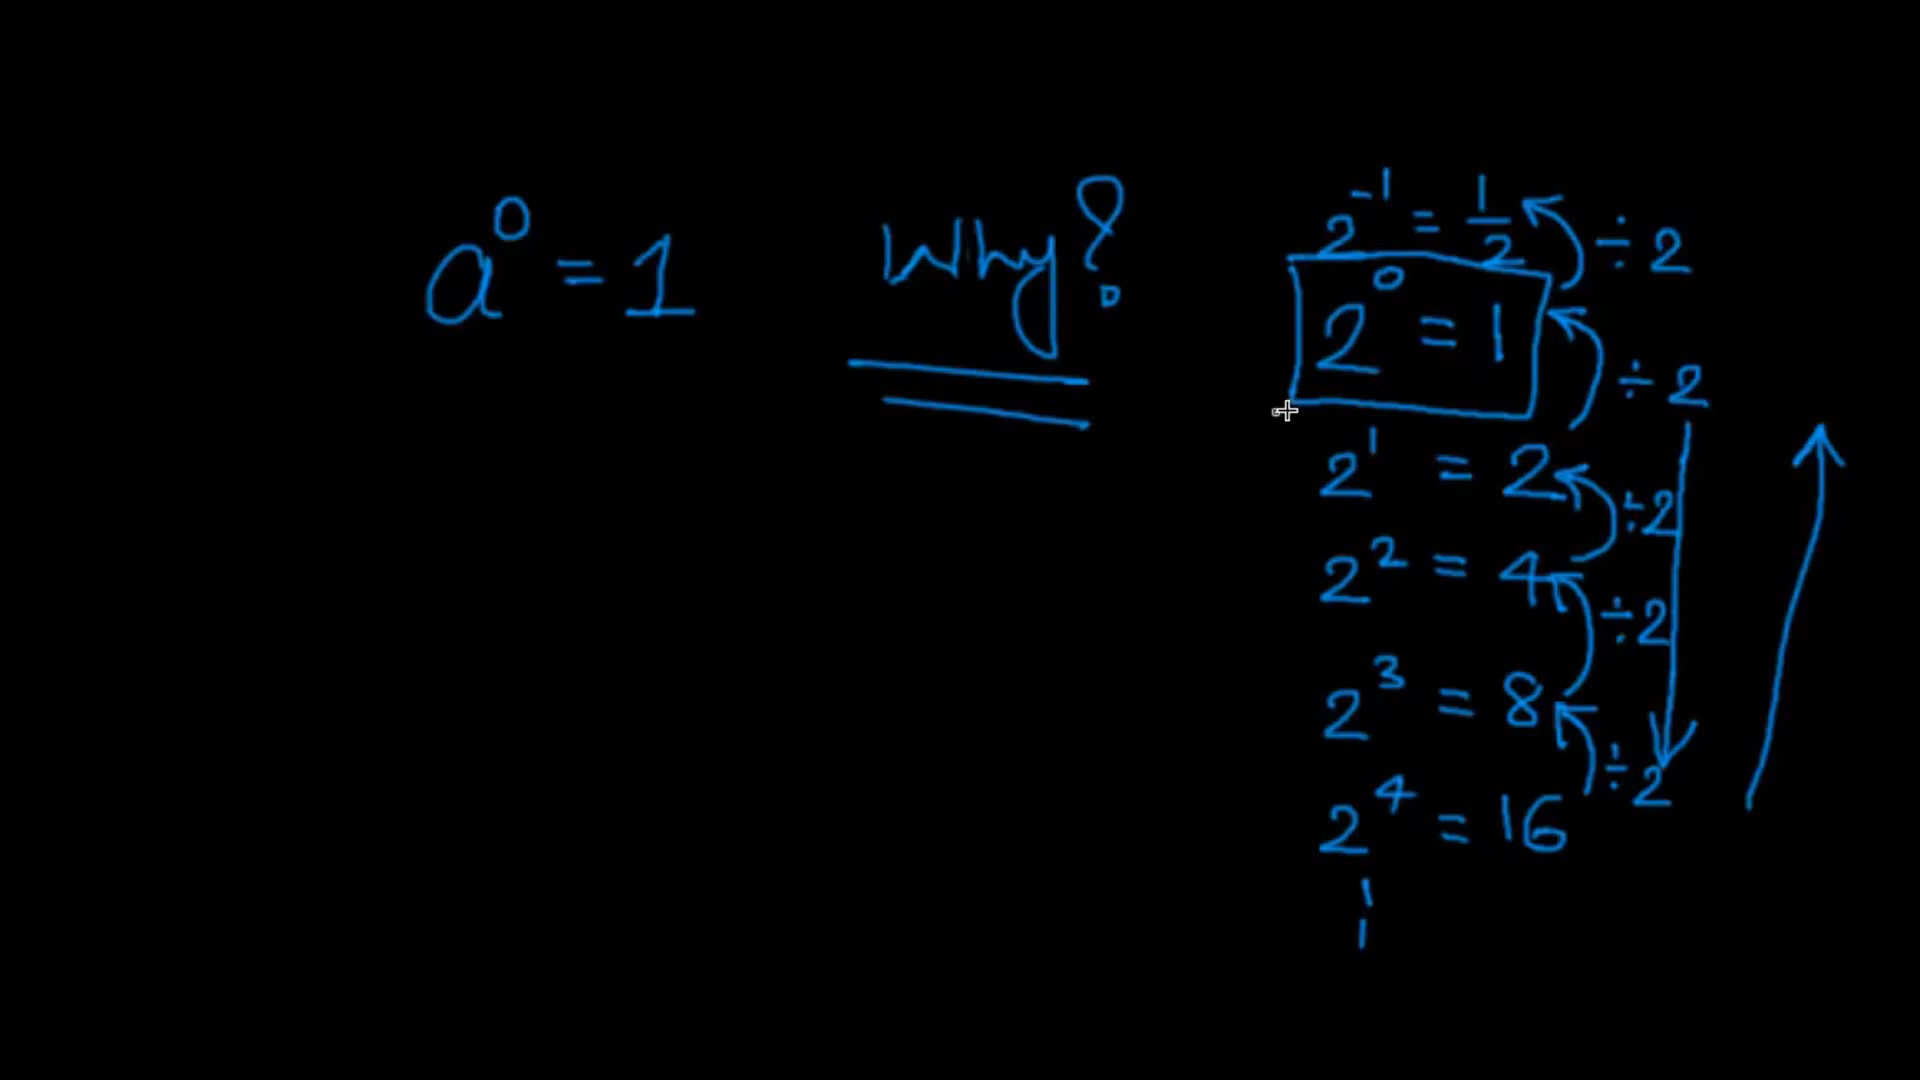 a⁰ = 1
Why?
2⁻¹ = 1/2 ÷ 2
2⁰ = 1 ÷ 2
2¹ = 2 ÷2
2² = 4 ÷2
2³ = 8 ÷2
2⁴ = 16